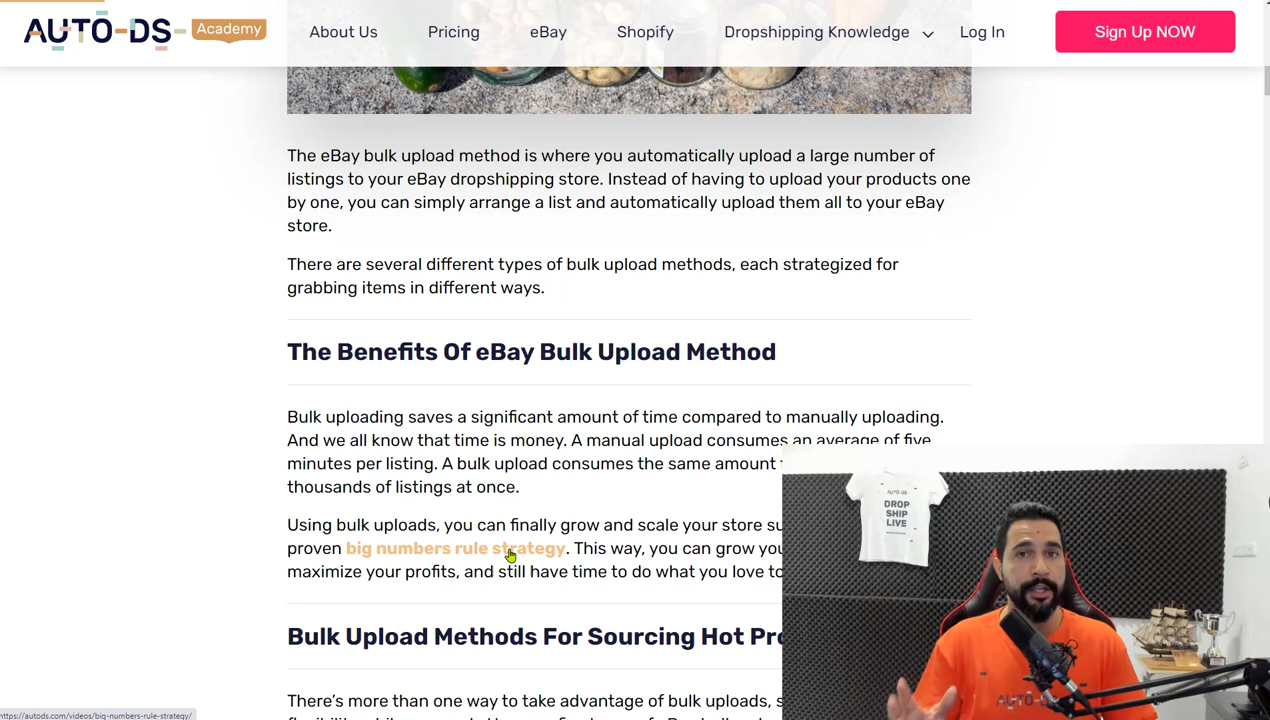 AUTO-DS- Academy About Us Pricing eBay Shopify Dropshipping Knowledge Log In Sign Up NOW
The eBay bulk upload method is where you automatically upload a large number of
listings to your eBay dropshipping store. Instead of having to upload your products one
by one, you can simply arrange a list and automatically upload them all to your eBay
store.
There are several different types of bulk upload methods, each strategized for
grabbing items in different ways.
The Benefits Of eBay Bulk Upload Method
Bulk uploading saves a significant amount of time compared to manually uploading.
And we all know that time is money. A manual upload consumes an average of five
minutes per listing. A bulk upload consumes the same amount
thousands of listings at once.
Using bulk uploads, you can finally grow and scale your store
proven big numbers rule strategy. This way, you can grow
maximize your profits, and still have time to do what you love
Bulk Upload Methods For Sourcing Hot
There's more than one way to take advantage of bulk uploads,
AUTO-DS
DROP
SHIP
LIVE
https://autods.com/videos/big-numbers-rule-strategy/